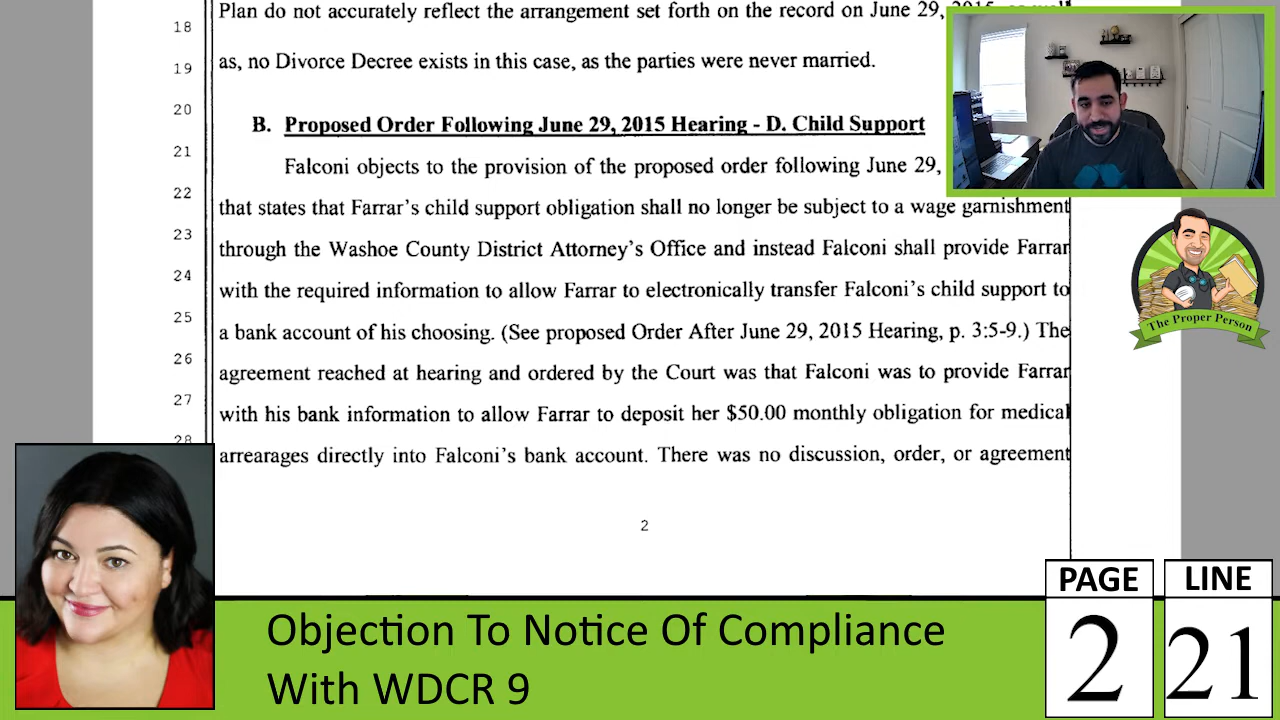 18 Plan do not accurately reflect the arrangement set forth on the record on June 29, 2015, as well
19 as, no Divorce Decree exists in this case, as the parties were never married.
20 B. Proposed Order Following June 29, 2015 Hearing - D. Child Support
21 Falconi objects to the provision of the proposed order following June 29,
22 that states that Farrar's child support obligation shall no longer be subject to a wage garnishment
23 through the Washoe County District Attorney's Office and instead Falconi shall provide Farrar
24 with the required information to allow Farrar to electronically transfer Falconi's child support to
25 a bank account of his choosing. (See proposed Order After June 29, 2015 Hearing, p. 3:5-9.) The
26 agreement reached at hearing and ordered by the Court was that Falconi was to provide Farrar
27 with his bank information to allow Farrar to deposit her $50.00 monthly obligation for medical
28 arrearages directly into Falconi's bank account. There was no discussion, order, or agreement
2
The Proper Person
Objection To Notice Of Compliance
With WDCR 9
PAGE
2
LINE
21